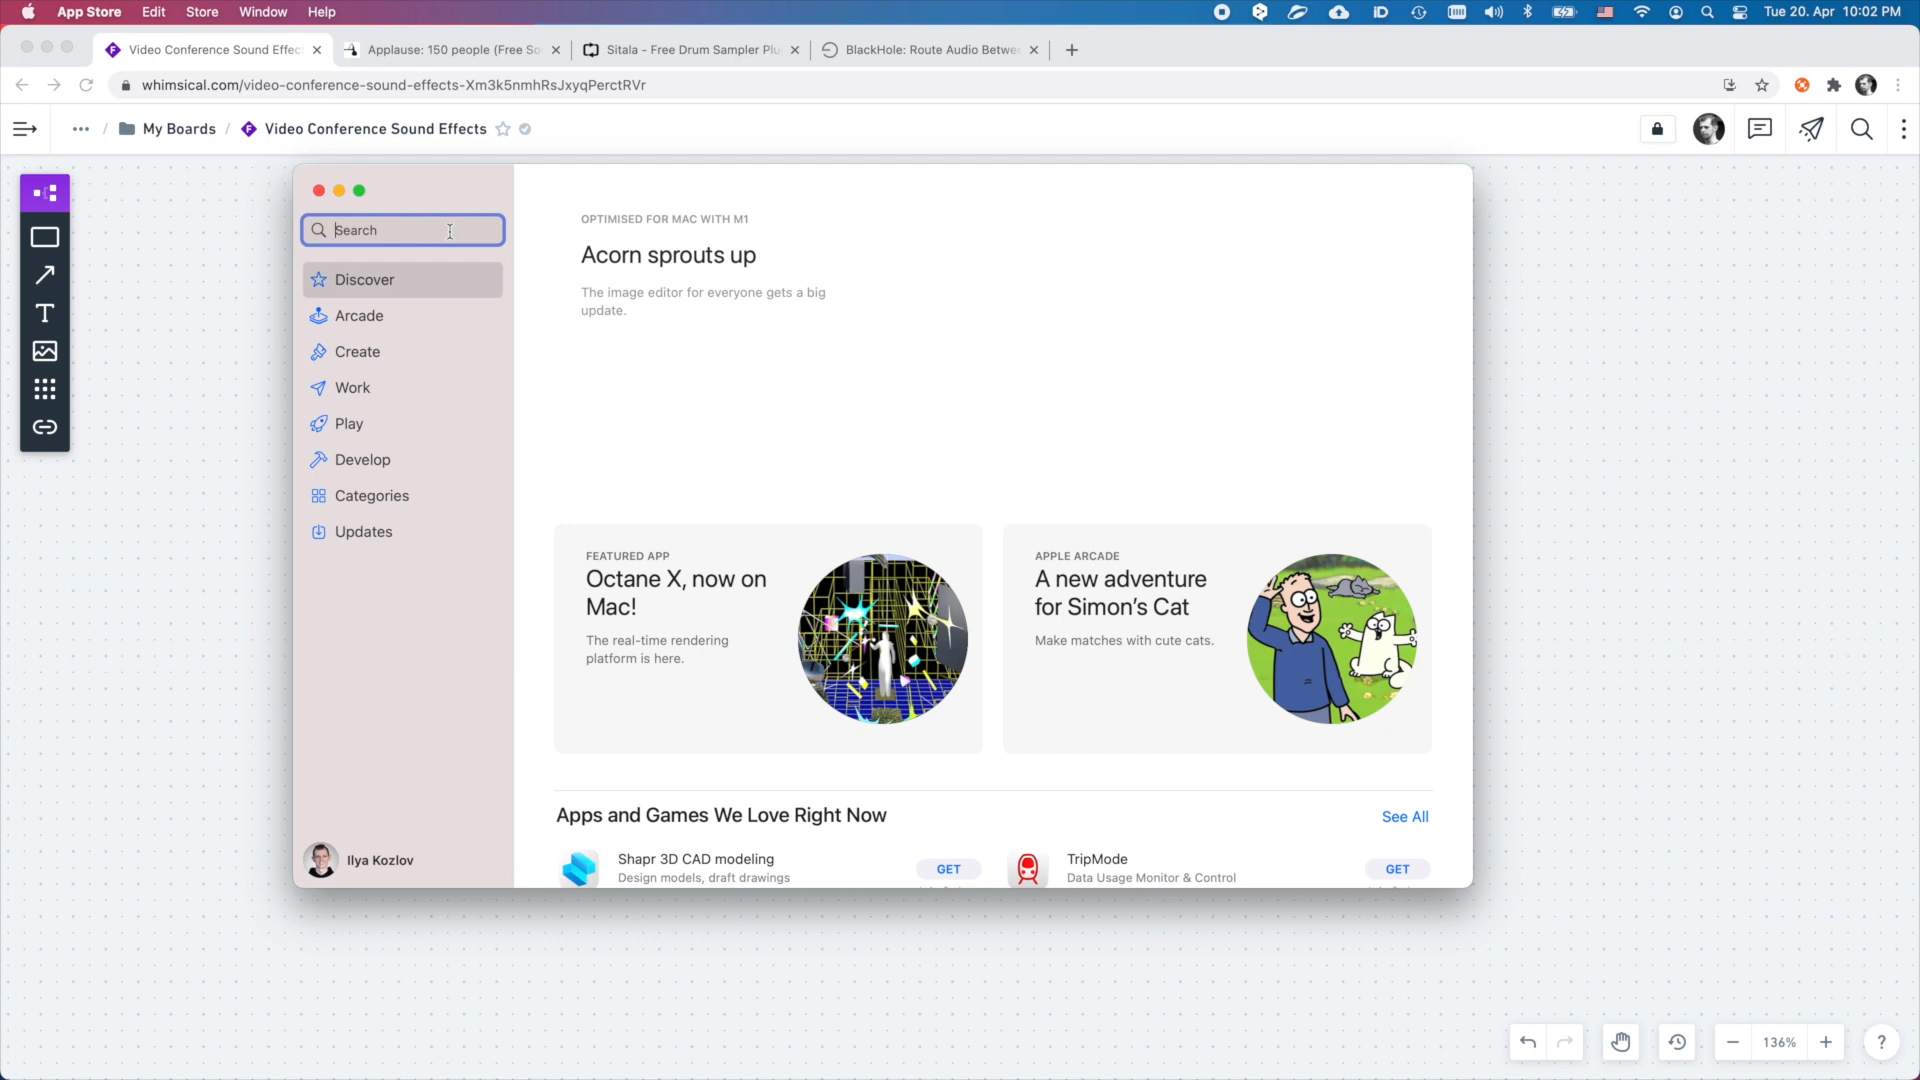 App Store Edit Store Window Help
iD
Tue 20. Apr 10:02 PM
Video Conference Sound Effec
Applause: 150 people (Free So
Sitala - Free Drum Sampler Plu
BlackHole: Route Audio Betwe
whimsical.com/video-conference-sound-effects-Xm3k5nmhRsJxyqPerctRVr
... / My Boards / Video Conference Sound Effects
Search
Discover
Arcade
Create
Work
Play
Develop
Categories
Updates
Ilya Kozlov
OPTIMISED FOR MAC WITH M1
Acorn sprouts up
The image editor for everyone gets a big
update.
FEATURED APP
Octane X, now on
Mac!
The real-time rendering
platform is here.
APPLE ARCADE
A new adventure
for Simon's Cat
Make matches with cute cats.
Apps and Games We Love Right Now
See All
Shapr 3D CAD modeling
Design models, draft drawings
GET
TripMode
Data Usage Monitor & Control
GET
136%
?